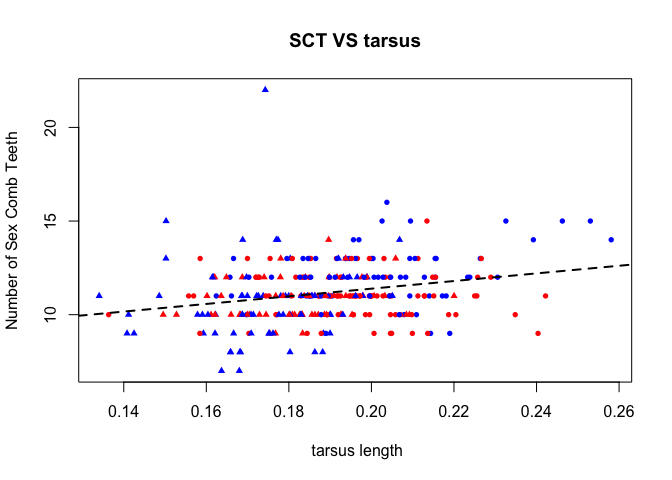 SCT VS tarsus
Number of Sex Comb Teeth
20
15
10
0.14 0.16 0.18 0.20 0.22 0.24 0.26
tarsus length